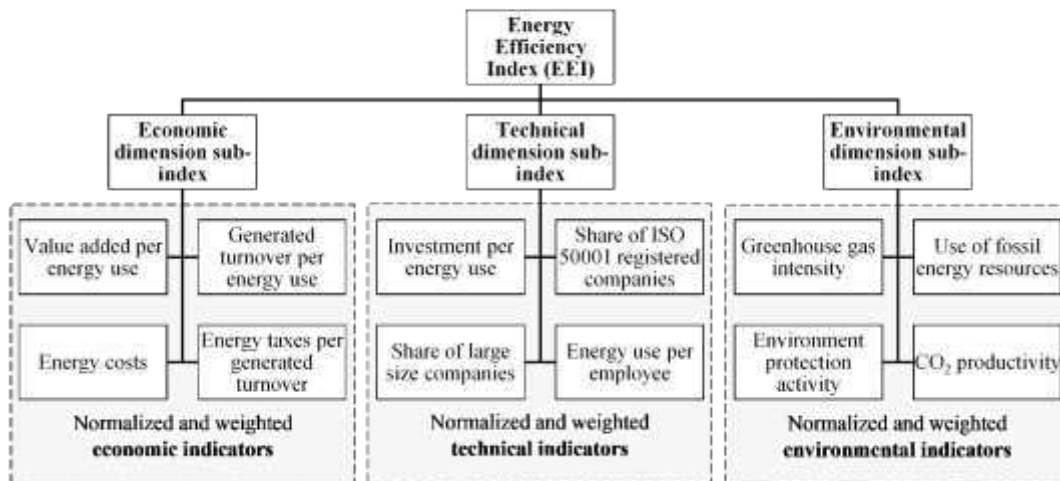 Energy
Efficiency
Index (EEI)
Economic
dimension sub-
index
Technical
dimension sub-
index
Environmental
dimension sub-
index
Value added per
energy use
Generated
turnover per
energy use
Energy costs
Energy taxes per
generated
turnover
Normalized and weighted
economic indicators
Investment per
energy use
Share of ISO
50001 registered
companies
Share of large
size companies
Energy use per
employee
Normalized and weighted
technical indicators
Greenhouse gas
intensity
Use of fossil
energy resources
Environment
protection
activity
CO₂ productivity
Normalized and weighted
environmental indicators